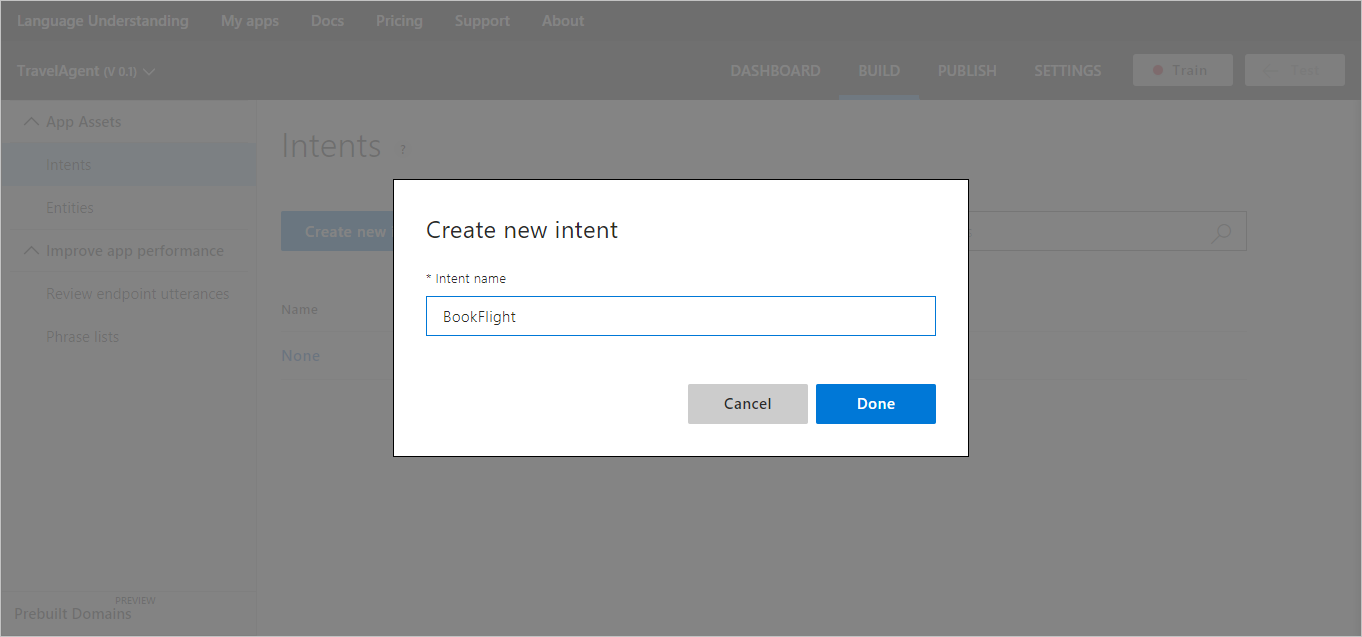 Language Understanding My apps Docs Pricing Support About
TravelAgent (V 0.1) DASHBOARD BUILD PUBLISH SETTINGS Train Test
App Assets
Intents ?
Intents
Entities
Create new
Improve app performance
Review endpoint utterances
Phrase lists
Name
None
Create new intent
* Intent name
BookFlight
Cancel Done
PREVIEW
Prebuilt Domains